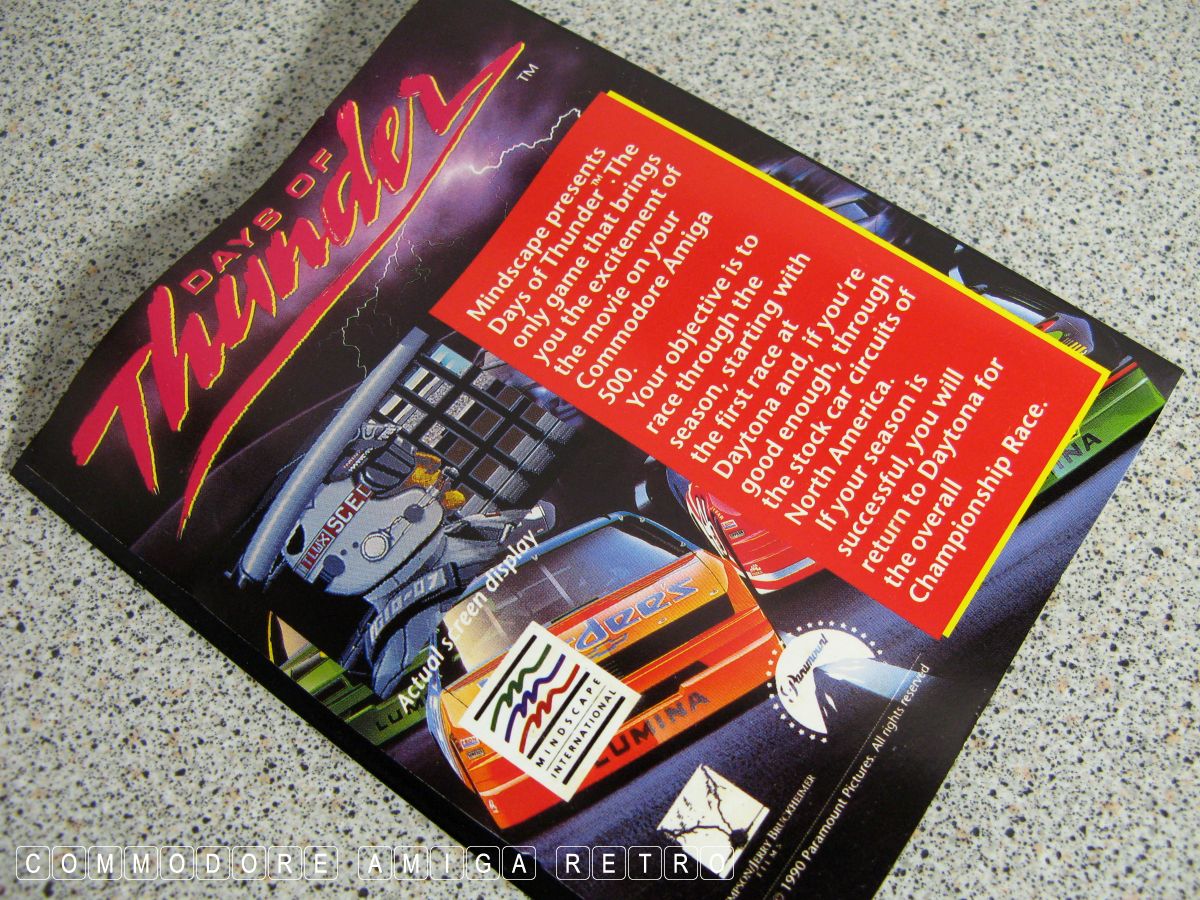 DAYS OF
Thunder™
Mindscape presents
Days of Thunder™. The
only game that brings
you the excitement of
the movie on your
Commodore Amiga
500.
Your objective is to
race through the
season, starting with
the first race at
Daytona and, if you're
good enough, through
the stock car circuits of
North America.
If your season is
successful, you will
return to Daytona for
the overall
Championship Race.
Actual screen display
LUMINA
MINDSCAPE
INTERNATIONAL
Paramount
JERRY BRUCKHEIMER
© 1990 Paramount Pictures. All rights reserved
COMMODORE AMIGA RETRO